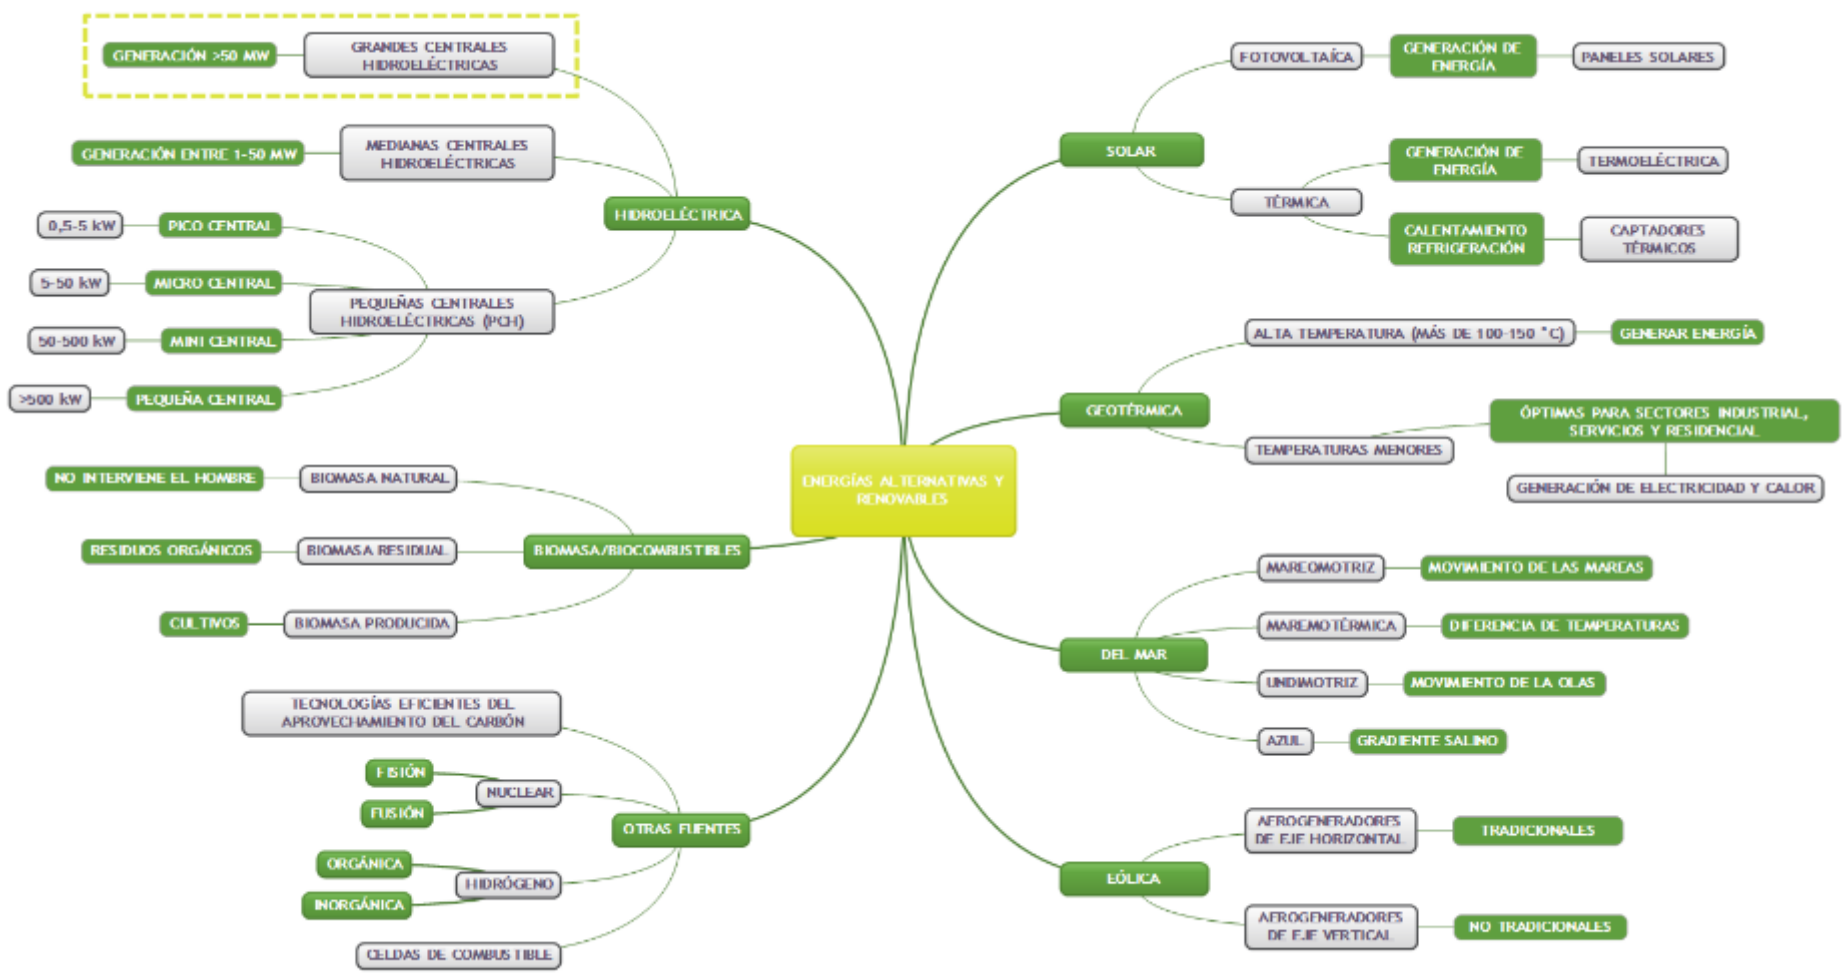 GENERACIÓN >50 MW
GRANDES CENTRALES
HIDROELÉCTRICAS
GENERACIÓN ENTRE 1-50 MW
MEDIANAS CENTRALES
HIDROELÉCTRICAS
HIDROELÉCTRICA
0,5-5 kW
PICO CENTRAL
5-50 kW
MICRO CENTRAL
PEQUEÑAS CENTRALES
HIDROELÉCTRICAS (PCH)
50-500 kW
MINI CENTRAL
>500 kW
PEQUEÑA CENTRAL
NO INTERVIENE EL HOMBRE
BIOMASA NATURAL
RESIDUOS ORGÁNICOS
BIOMASA RESIDUAL
BIOMASA/BIOCOMBUSTIBLES
CULTIVOS
BIOMASA PRODUCIDA
TECNOLOGÍAS EFICIENTES DEL
APROVECHAMIENTO DEL CARBÓN
FISIÓN
NUCLEAR
FUSIÓN
OTRAS FUENTES
ORGÁNICA
HIDRÓGENO
INORGÁNICA
CELDAS DE COMBUSTIBLE
ENERGÍAS ALTERNATIVAS Y
RENOVABLES
SOLAR
FOTOVOLTAÍCA
GENERACIÓN DE
ENERGÍA
PANELES SOLARES
TÉRMICA
GENERACIÓN DE
ENERGÍA
TERMOELÉCTRICA
CALENTAMIENTO
REFRIGERACIÓN
CAPTADORES
TÉRMICOS
GEOTÉRMICA
ALTA TEMPERATURA (MÁS DE 100-150 °C)
GENERAR ENERGÍA
TEMPERATURAS MENORES
ÓPTIMAS PARA SECTORES INDUSTRIAL,
SERVICIOS Y RESIDENCIAL
GENERACIÓN DE ELECTRICIDAD Y CALOR
DEL MAR
MAREOMOTRIZ
MOVIMIENTO DE LAS MAREAS
MAREMOTÉRMICA
DIFERENCIA DE TEMPERATURAS
UNDIMOTRIZ
MOVIMIENTO DE LA OLAS
AZUL
GRADIENTE SALINO
EÓLICA
AEROGENERADORES
DE EJE HORIZONTAL
TRADICIONALES
AEROGENERADORES
DE EJE VERTICAL
NO TRADICIONALES